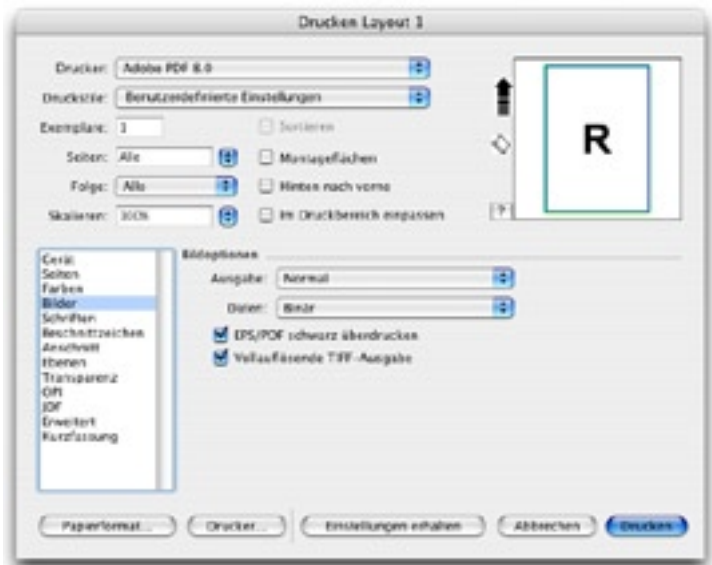 Drucken Layout 1
Drucker: Adobe PDF 8.0
Druckstile: Benutzerdefinierte Einstellungen
Exemplare: 1 Sortieren
Seiten: Alle Montageflächen
Folge: Alle Hinten nach vorne
Skalieren: 100% Im Druckbereich einpassen
R
?
Gerät
Seiten
Farben
Bilder
Schriften
Beschnittzeichen
Anschnitt
Ebenen
Transparenz
OPI
JDF
Erweitert
Kurzfassung
Bildoptionen
Ausgabe: Normal
Daten: Binär
EPS/PDF schwarz überdrucken
Vollauflösende TIFF-Ausgabe
Papierformat... Drucker... Einstellungen erhalten Abbrechen Drucken